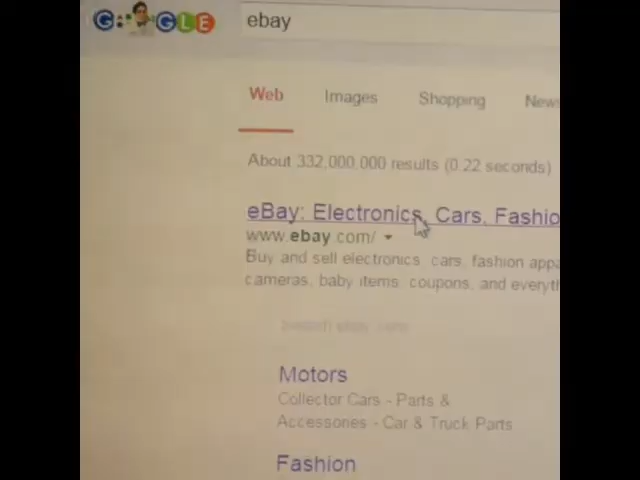 GOOGLE ebay
Web Images Shopping News
About 332,000,000 results (0.22 seconds)
eBay: Electronics, Cars, Fashio
www.ebay.com/
Buy and sell electronics, cars, fashion appa
cameras, baby items, coupons, and everyth
Motors
Collector Cars - Parts &
Accessories - Car & Truck Parts
Fashion